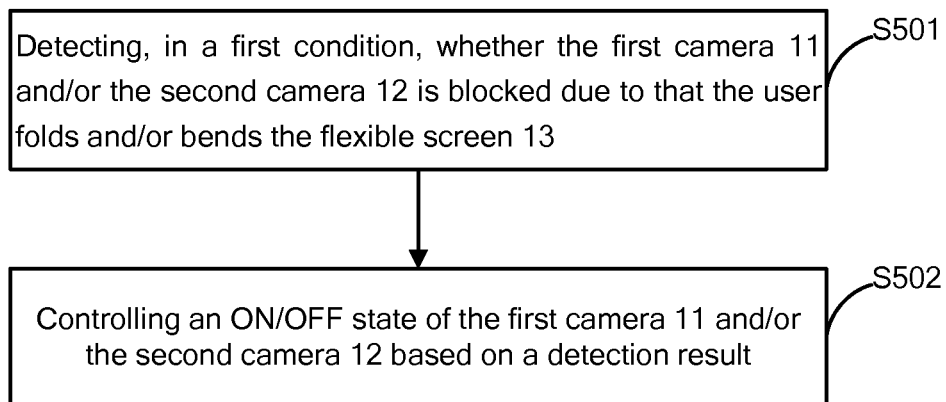 Detecting, in a first condition, whether the first camera 11
and/or the second camera 12 is blocked due to that the user
folds and/or bends the flexible screen 13
S501
Controlling an ON/OFF state of the first camera 11 and/or
the second camera 12 based on a detection result
S502